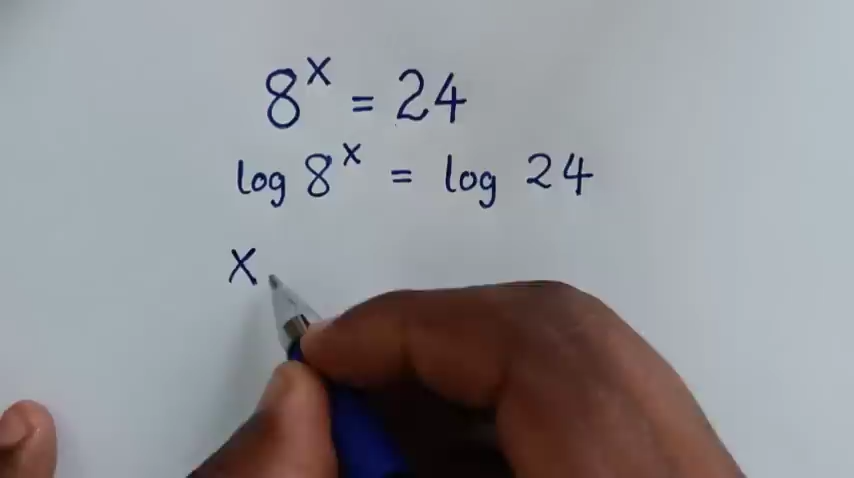 8^x = 24
log 8^x = log 24
x